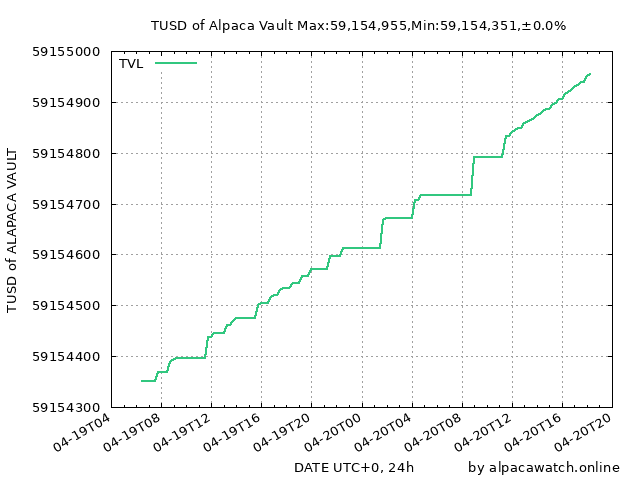 TUSD of Alpaca Vault Max:59,154,955,Min:59,154,351,±0.0%
TVL
59155000
59154900
59154800
59154700
59154600
59154500
59154400
59154300
TUSD of ALAPACA VAULT
04-19T04
04-19T08
04-19T12
04-19T16
04-19T20
04-20T00
04-20T04
04-20T08
04-20T12
04-20T16
04-20T20
DATE UTC+0, 24h
by alpacawatch.online